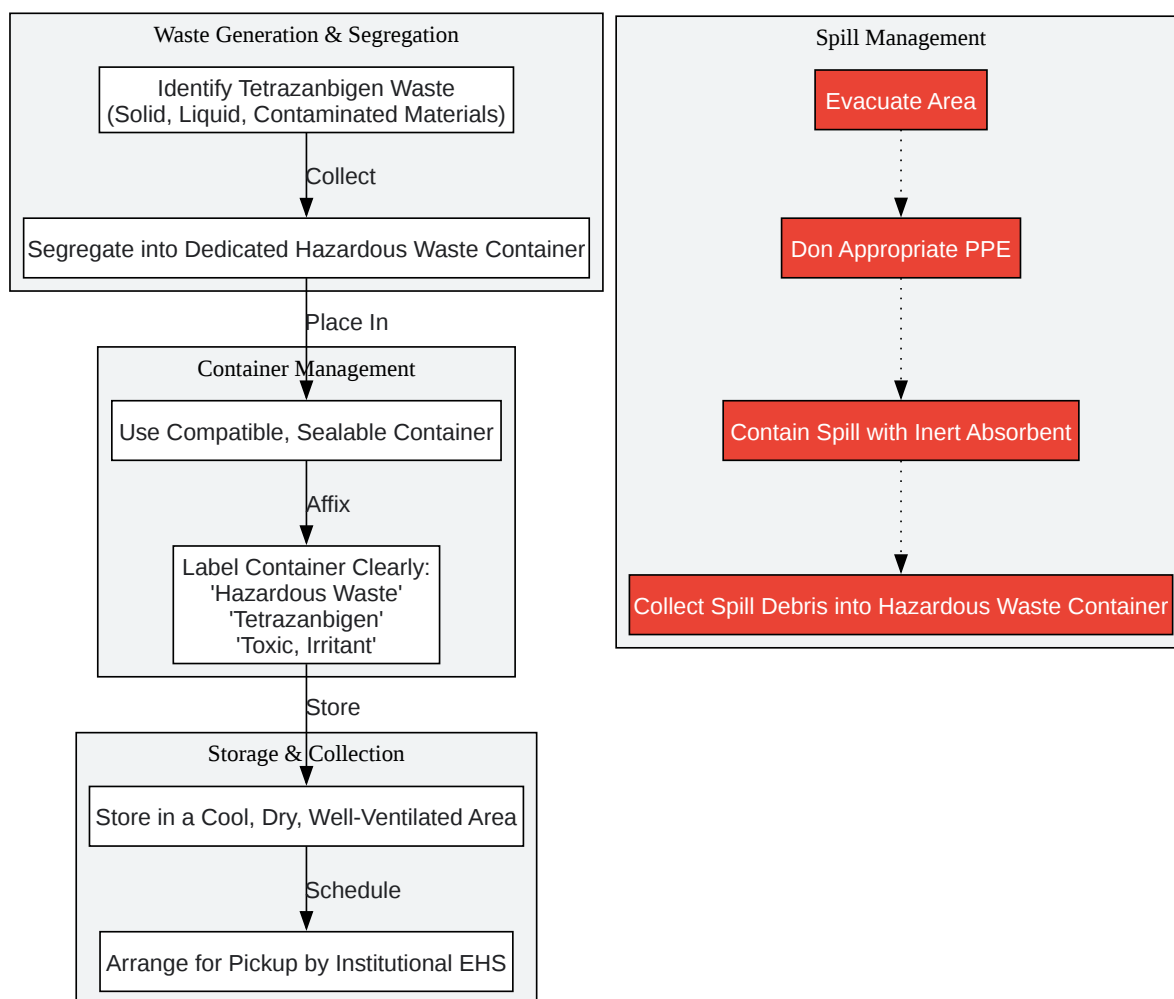 Waste Generation & Segregation
Identify Tetrazanbigen Waste
(Solid, Liquid, Contaminated Materials)
Collect
Segregate into Dedicated Hazardous Waste Container
Place In
Container Management
Use Compatible, Sealable Container
Affix
Label Container Clearly:
'Hazardous Waste'
'Tetrazanbigen'
'Toxic, Irritant'
Store
Storage & Collection
Store in a Cool, Dry, Well-Ventilated Area
Schedule
Arrange for Pickup by Institutional EHS
Spill Management
Evacuate Area
Don Appropriate PPE
Contain Spill with Inert Absorbent
Collect Spill Debris into Hazardous Waste Container